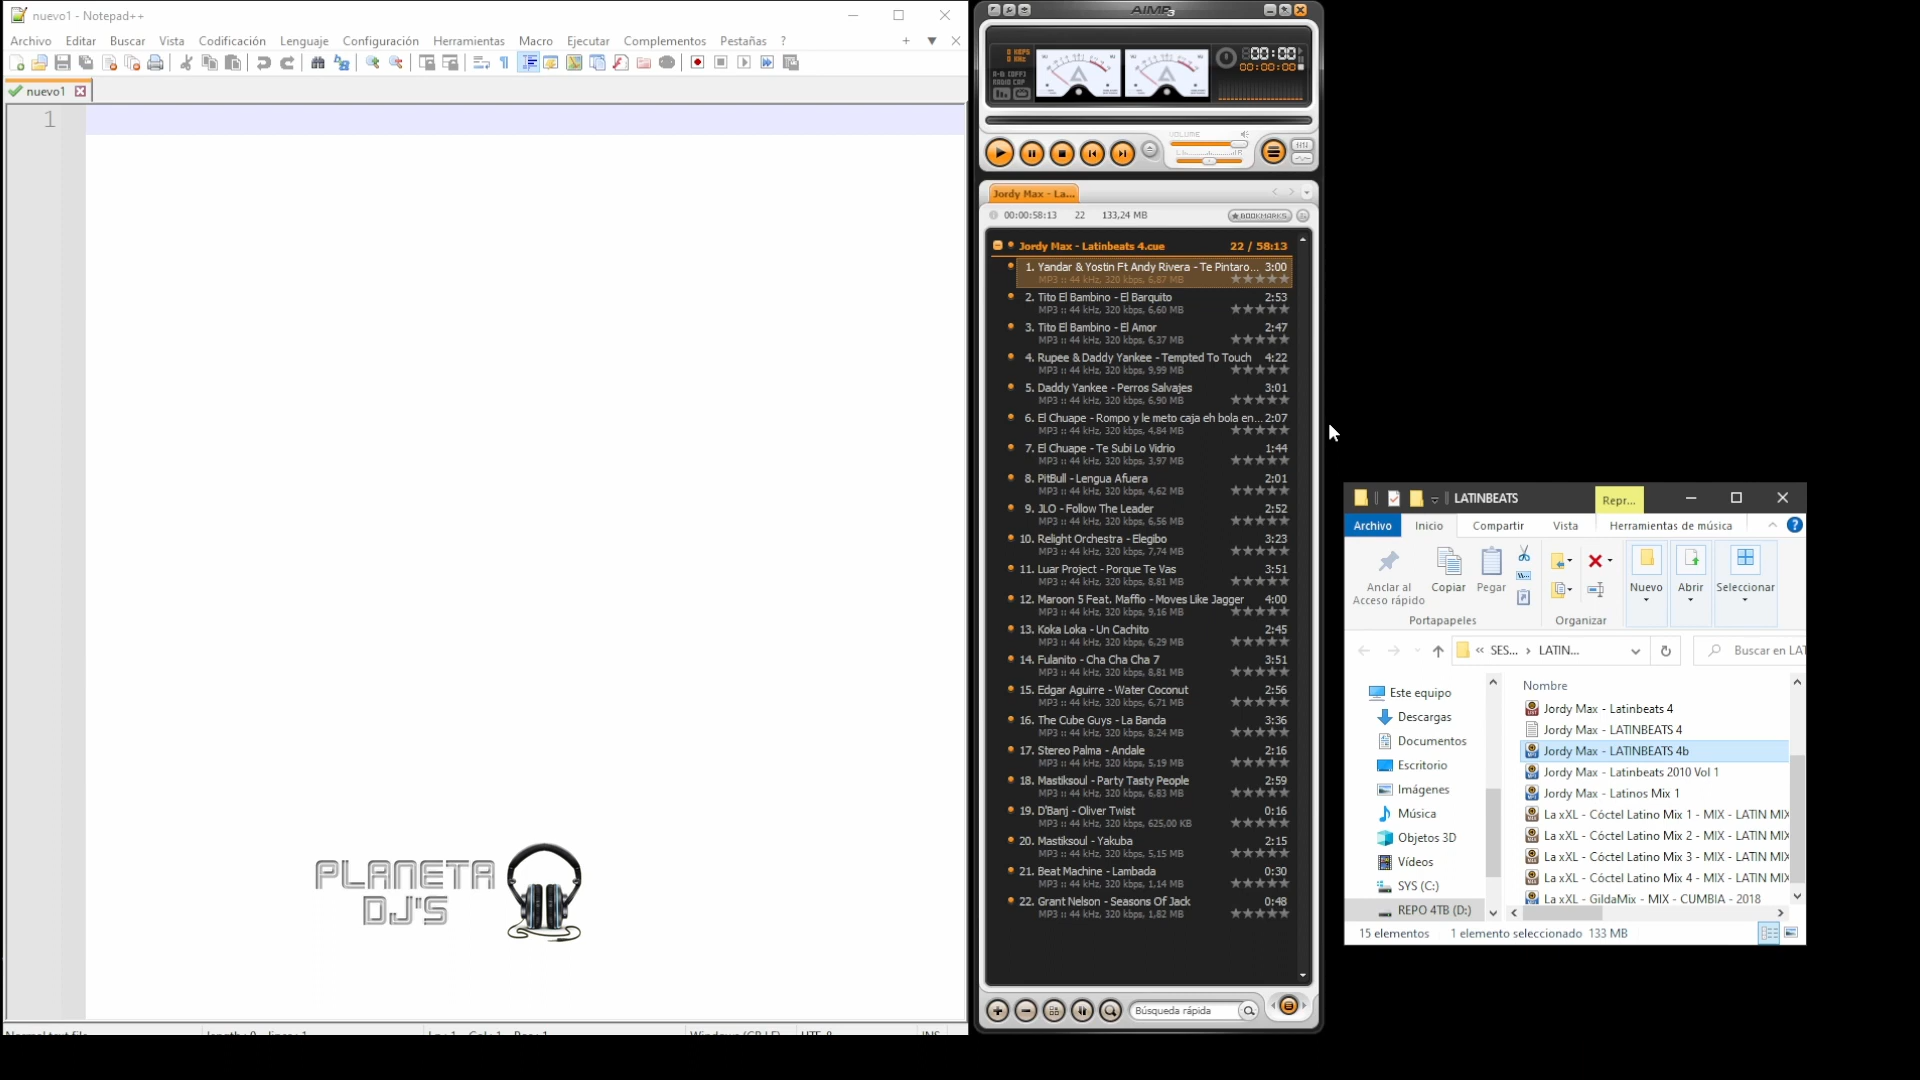 nuevo1 - Notepad++
Archivo Editar Buscar Vista Codificación Lenguaje Configuración Herramientas Macro Ejecutar Complementos Pestañas ?
nuevo1
1
PLANETA
DJ'S
AIMP3
0 KBPS
0 KHZ
A-B [OFF]
RADIO CAP
00:00
00:00:00
VOLUME
L R
Jordy Max - La...
00:00:58:13 22 133,24 MB
BOOKMARKS
Jordy Max - Latinbeats 4.cue 22 / 58:13
1. Yandar & Yostin Ft Andy Rivera - Te Pintaro... 3:00
MP3 :: 44 kHz, 320 kbps, 6,87 MB
2. Tito El Bambino - El Barquito 2:53
MP3 :: 44 kHz, 320 kbps, 6,60 MB
3. Tito El Bambino - El Amor 2:47
MP3 :: 44 kHz, 320 kbps, 6,37 MB
4. Rupee & Daddy Yankee - Tempted To Touch 4:22
MP3 :: 44 kHz, 320 kbps, 9,99 MB
5. Daddy Yankee - Perros Salvajes 3:01
MP3 :: 44 kHz, 320 kbps, 6,90 MB
6. El Chuape - Rompo y le meto caja eh bola en... 2:07
MP3 :: 44 kHz, 320 kbps, 4,84 MB
7. El Chuape - Te Subi Lo Vidrio 1:44
MP3 :: 44 kHz, 320 kbps, 3,97 MB
8. PitBull - Lengua Afuera 2:01
MP3 :: 44 kHz, 320 kbps, 4,62 MB
9. JLO - Follow The Leader 2:52
MP3 :: 44 kHz, 320 kbps, 6,56 MB
10. Relight Orchestra - Elegibo 3:23
MP3 :: 44 kHz, 320 kbps, 7,74 MB
11. Luar Project - Porque Te Vas 3:51
MP3 :: 44 kHz, 320 kbps, 8,81 MB
12. Maroon 5 Feat. Maffio - Moves Like Jagger 4:00
MP3 :: 44 kHz, 320 kbps, 9,16 MB
13. Koka Loka - Un Cachito 2:45
MP3 :: 44 kHz, 320 kbps, 6,29 MB
14. Fulanito - Cha Cha Cha 7 3:51
MP3 :: 44 kHz, 320 kbps, 8,81 MB
15. Edgar Aguirre - Water Coconut 2:56
MP3 :: 44 kHz, 320 kbps, 6,71 MB
16. The Cube Guys - La Banda 3:36
MP3 :: 44 kHz, 320 kbps, 8,24 MB
17. Stereo Palma - Andale 2:16
MP3 :: 44 kHz, 320 kbps, 5,19 MB
18. Mastiksoul - Party Tasty People 2:59
MP3 :: 44 kHz, 320 kbps, 6,83 MB
19. D'Banj - Oliver Twist 0:16
MP3 :: 44 kHz, 320 kbps, 625,00 KB
20. Mastiksoul - Yakuba 2:15
MP3 :: 44 kHz, 320 kbps, 5,15 MB
21. Beat Machine - Lambada 0:30
MP3 :: 44 kHz, 320 kbps, 1,14 MB
22. Grant Nelson - Seasons Of Jack 0:48
MP3 :: 44 kHz, 320 kbps, 1,82 MB
Búsqueda rápida
LATINBEATS Repr...
Archivo Inicio Compartir Vista Herramientas de música
Anclar al Acceso rápido
Copiar
Pegar
Nuevo
Abrir
Seleccionar
Portapapeles Organizar
« SES... › LATIN... Buscar en LAT
Este equipo
Descargas
Documentos
Escritorio
Imágenes
Música
Objetos 3D
Vídeos
SYS (C:)
REPO 4TB (D:)
Nombre
Jordy Max - Latinbeats 4
Jordy Max - LATINBEATS 4
Jordy Max - LATINBEATS 4b
Jordy Max - Latinbeats 2010 Vol 1
Jordy Max - Latinos Mix 1
La xXL - Cóctel Latino Mix 1 - MIX - LATIN MIX
La xXL - Cóctel Latino Mix 2 - MIX - LATIN MIX
La xXL - Cóctel Latino Mix 3 - MIX - LATIN MIX
La xXL - Cóctel Latino Mix 4 - MIX - LATIN MIX
La xXL - GildaMix - MIX - CUMBIA - 2018
15 elementos 1 elemento seleccionado 133 MB